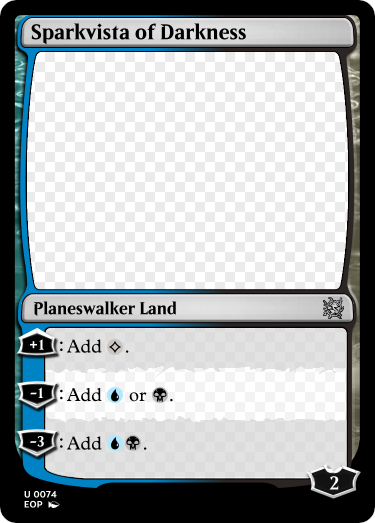 Sparkvista of Darkness
Planeswalker Land
+1: Add .
-1: Add or .
-3: Add .
2
U 0074
EOP